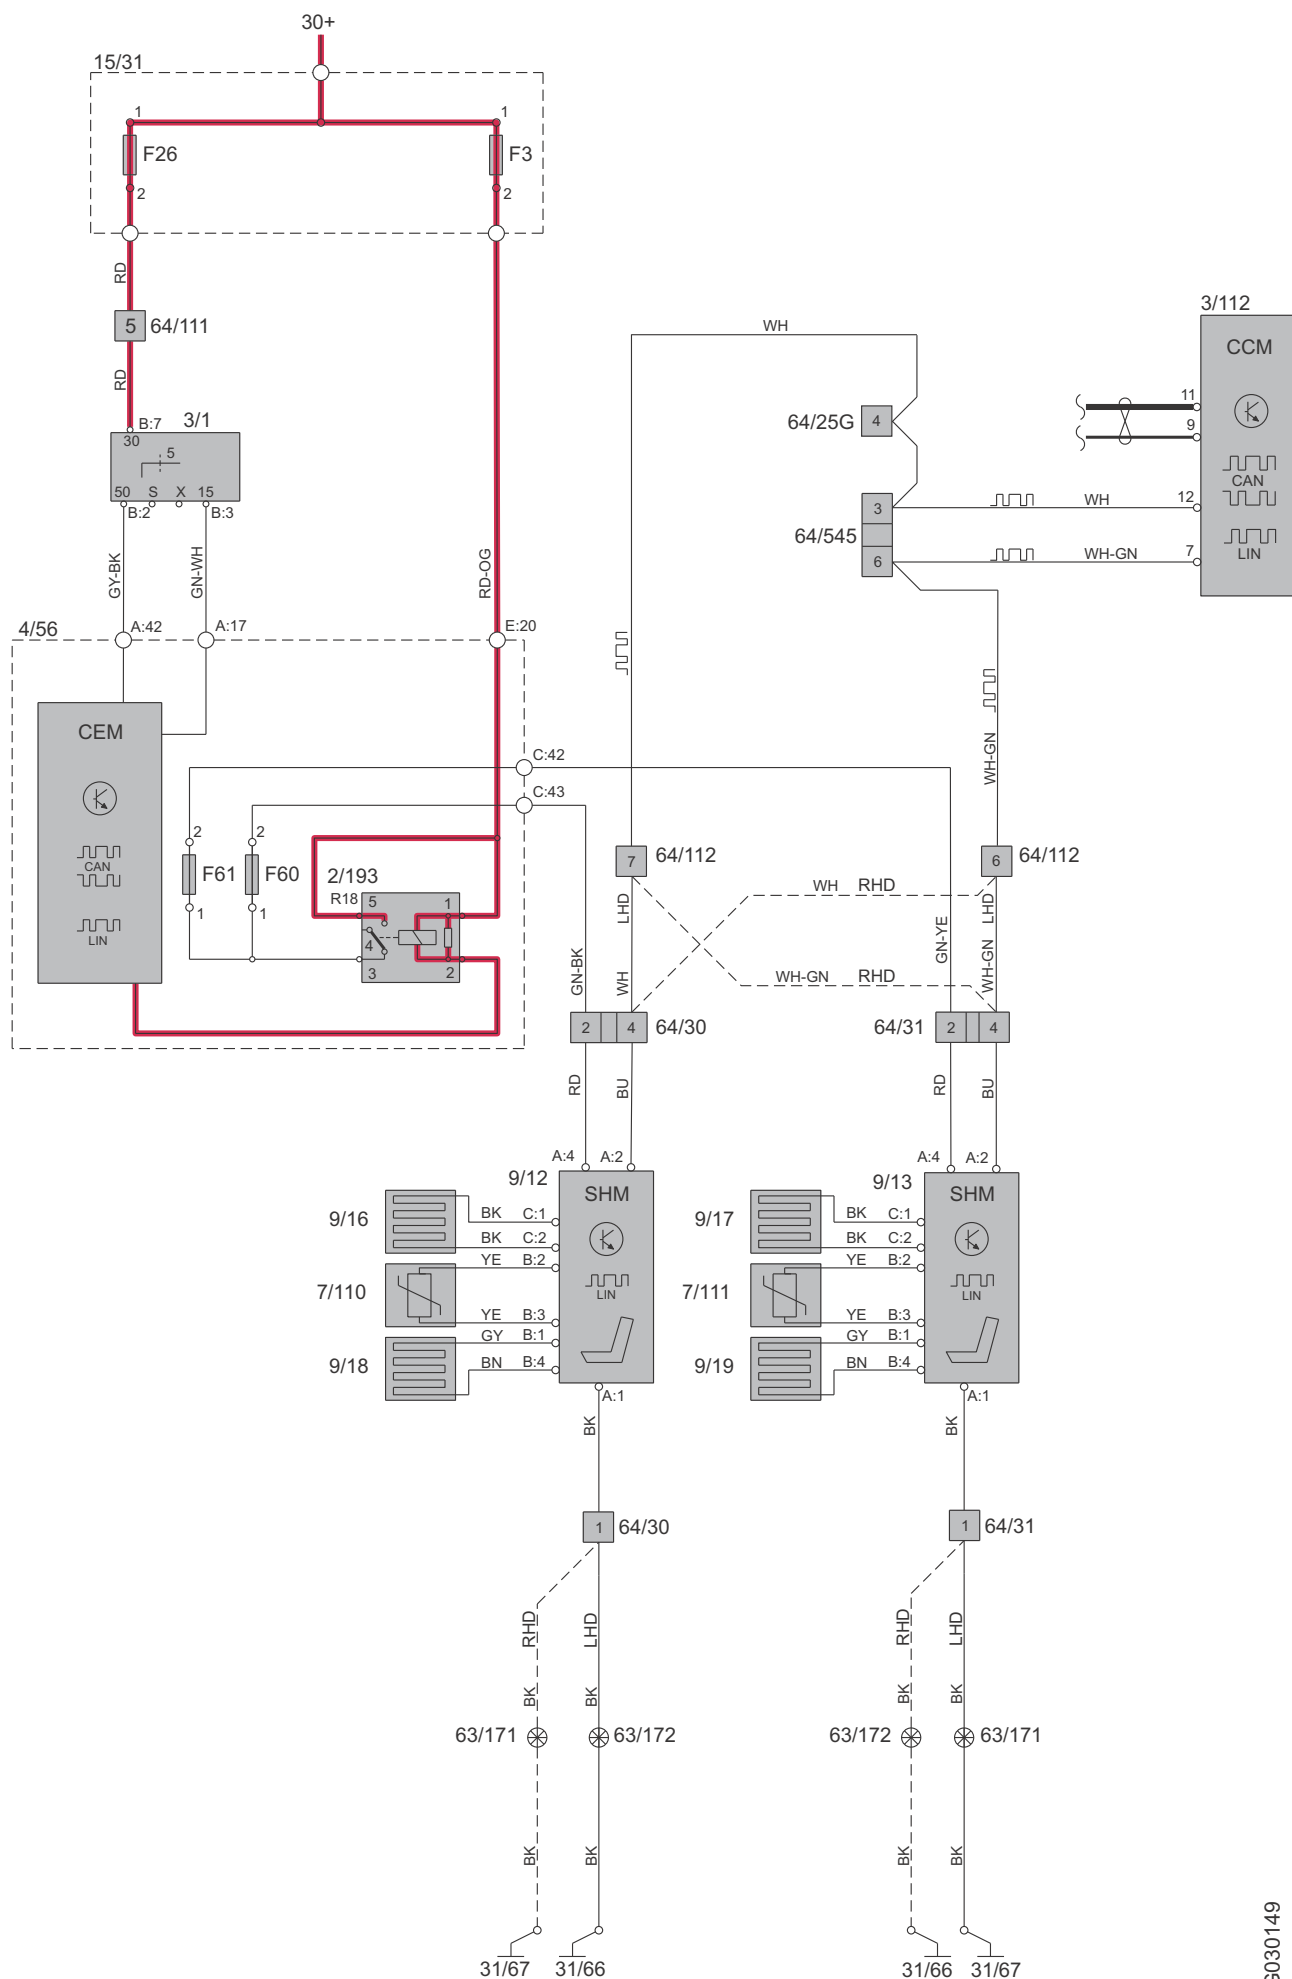 30+
15/31
1
1
F26
F3
2
2
RD
5
64/111
RD
B:7
3/1
30
5
50 S X 15
B:2
B:3
GY-BK
GN-WH
RD-OG
WH
3/112
CCM
11
64/25G
4
9
CAN
3
WH
12
64/545
6
WH-GN
7
LIN
4/56
A:42
A:17
E:20
CEM
C:42
C:43
WH-GN
CAN
LIN
2
2
F61
F60
1
1
2/193
R18
5
1
4
3
2
7
64/112
6
64/112
WH RHD
LHD
LHD
GN-YE
GN-BK
WH
WH-GN RHD
WH-GN
2
4
64/30
64/31
2
4
RD
BU
RD
BU
A:4
A:2
A:4
A:2
9/12
SHM
9/13
SHM
9/16
BK C:1
BK C:2
9/17
BK C:1
BK C:2
YE B:2
YE B:2
7/110
LIN
7/111
LIN
YE B:3
YE B:3
GY B:1
GY B:1
9/18
BN B:4
9/19
BN B:4
A:1
A:1
BK
BK
1
64/30
1
64/31
RHD
LHD
RHD
LHD
BK
BK
BK
BK
63/171
63/172
63/172
63/171
BK
BK
BK
BK
31/67
31/66
31/66
31/67